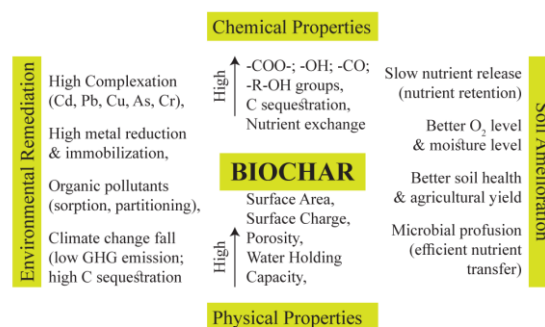 Chemical Properties
Environmental Remediation
High Complexation
(Cd, Pb, Cu, As, Cr),
High metal reduction
& immobilization,
Organic pollutants
(sorption, partitioning),
Climate change fall
(low GHG emission;
high C sequestration
High
-COO-; -OH; -CO;
-R-OH groups,
C sequestration,
Nutrient exchange
BIOCHAR
High
Surface Area,
Surface Charge,
Porosity,
Water Holding
Capacity,
Physical Properties
Slow nutrient release
(nutrient retention)
Better O₂ level
& moisture level
Better soil health
& agricultural yield
Microbial profusion
(efficient nutrient
transfer)
Soil Amenoration